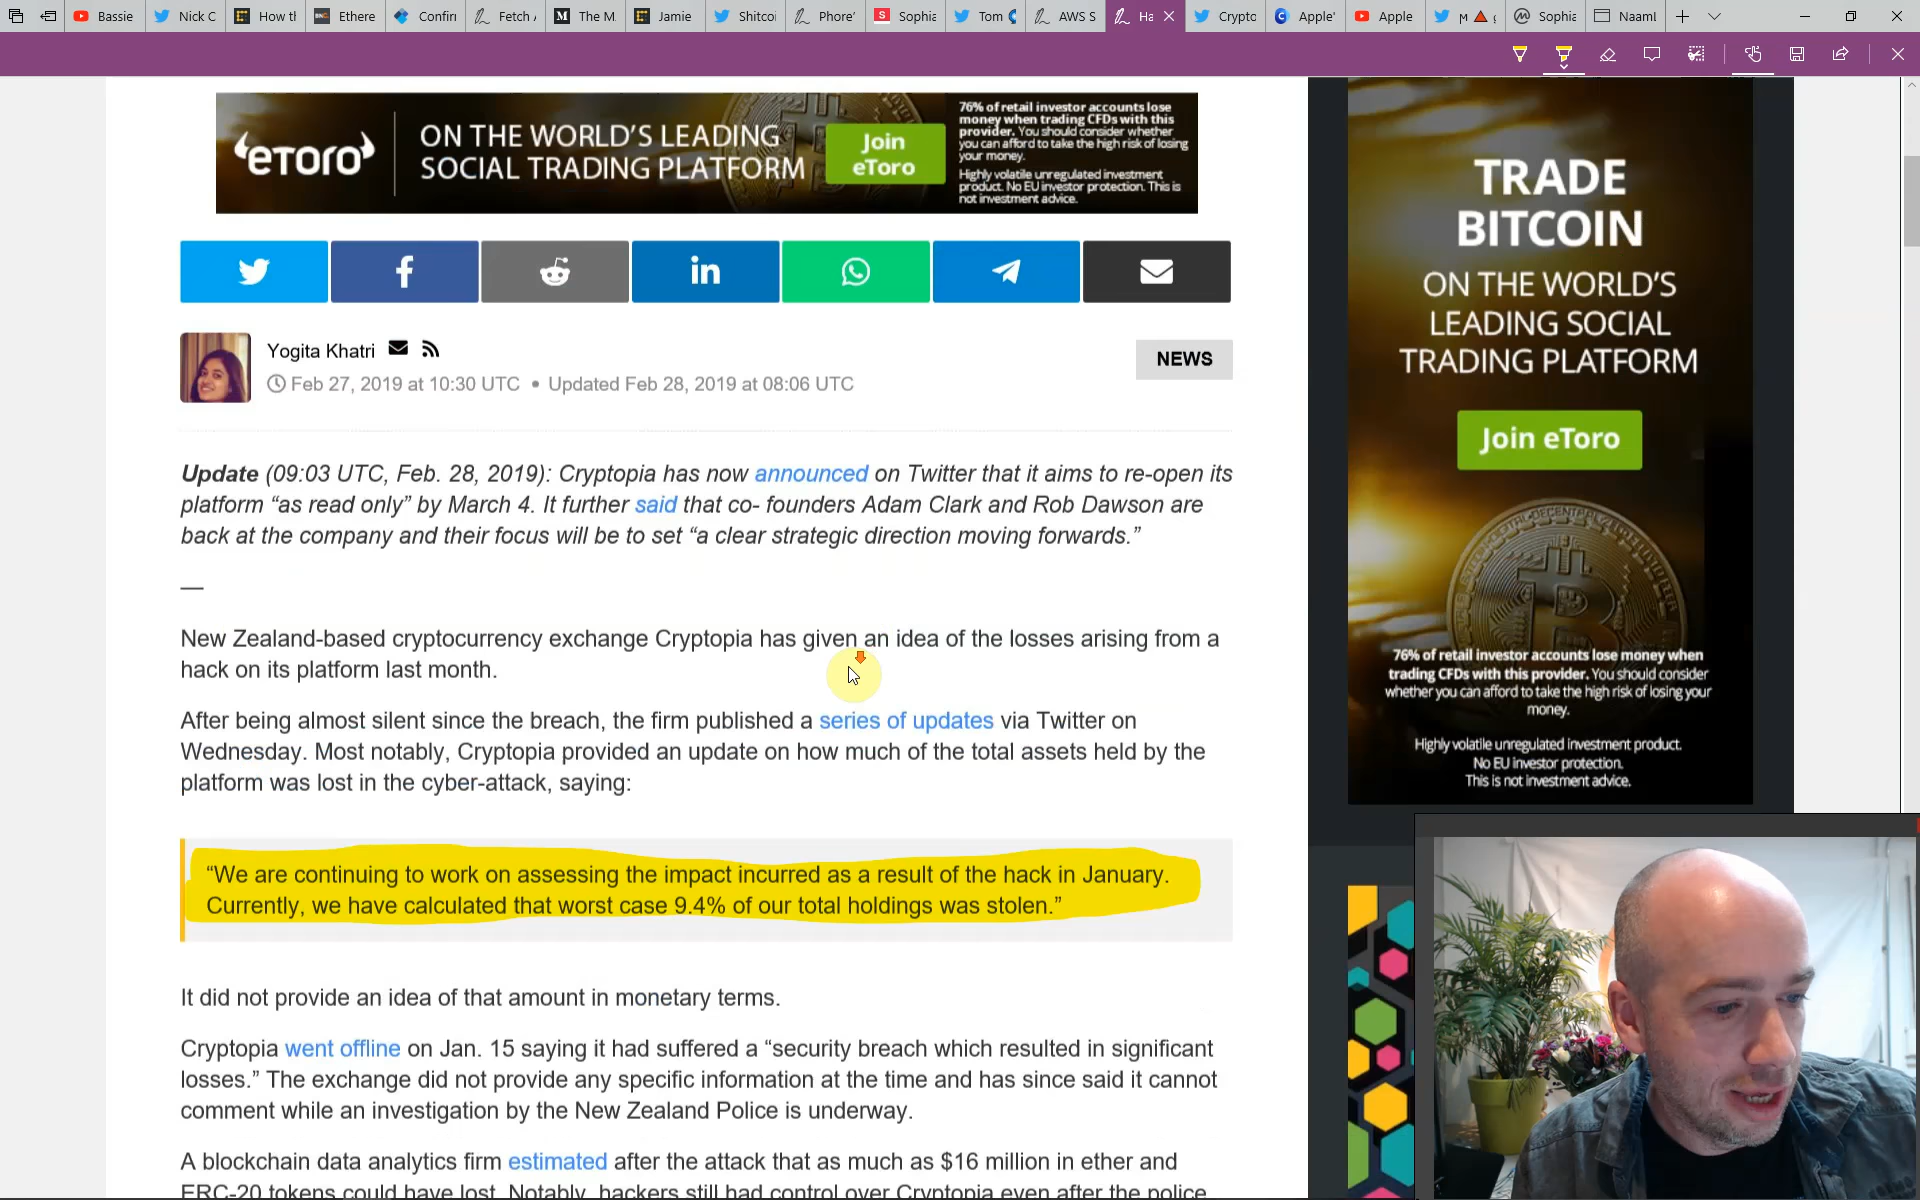 Bassie
Nick C
How th
Ethere
Confirr
Fetch
The M
Jamie
Shitcoi
Phore'
Sophia
Tom
AWS S
Ha
Crypto
Apple'
Apple
Sophia
Naaml
eToro
ON THE WORLD'S LEADING
SOCIAL TRADING PLATFORM
Join
eToro
76% of retail investor accounts lose
money when trading CFDs with this
provider. You should consider whether
you can afford to take the high risk of losing
your money.
Highly volatile unregulated investment
product. No EU investor protection. This is
not investment advice.
Yogita Khatri
Feb 27, 2019 at 10:30 UTC • Updated Feb 28, 2019 at 08:06 UTC
NEWS
Update (09:03 UTC, Feb. 28, 2019): Cryptopia has now announced on Twitter that it aims to re-open its
platform “as read only” by March 4. It further said that co- founders Adam Clark and Rob Dawson are
back at the company and their focus will be to set “a clear strategic direction moving forwards.”
—
New Zealand-based cryptocurrency exchange Cryptopia has given an idea of the losses arising from a
hack on its platform last month.
After being almost silent since the breach, the firm published a series of updates via Twitter on
Wednesday. Most notably, Cryptopia provided an update on how much of the total assets held by the
platform was lost in the cyber-attack, saying:
“We are continuing to work on assessing the impact incurred as a result of the hack in January.
Currently, we have calculated that worst case 9.4% of our total holdings was stolen.”
It did not provide an idea of that amount in monetary terms.
Cryptopia went offline on Jan. 15 saying it had suffered a “security breach which resulted in significant
losses.” The exchange did not provide any specific information at the time and has since said it cannot
comment while an investigation by the New Zealand Police is underway.
A blockchain data analytics firm estimated after the attack that as much as $16 million in ether and
ERC-20 tokens could have lost. Notably, hackers still had control over Cryptopia even after the police
TRADE
BITCOIN
ON THE WORLD'S
LEADING SOCIAL
TRADING PLATFORM
Join eToro
76% of retail investor accounts lose money when
trading CFDs with this provider. You should consider
whether you can afford to take the high risk of losing your
money.
Highly volatile unregulated investment product.
No EU investor protection.
This is not investment advice.